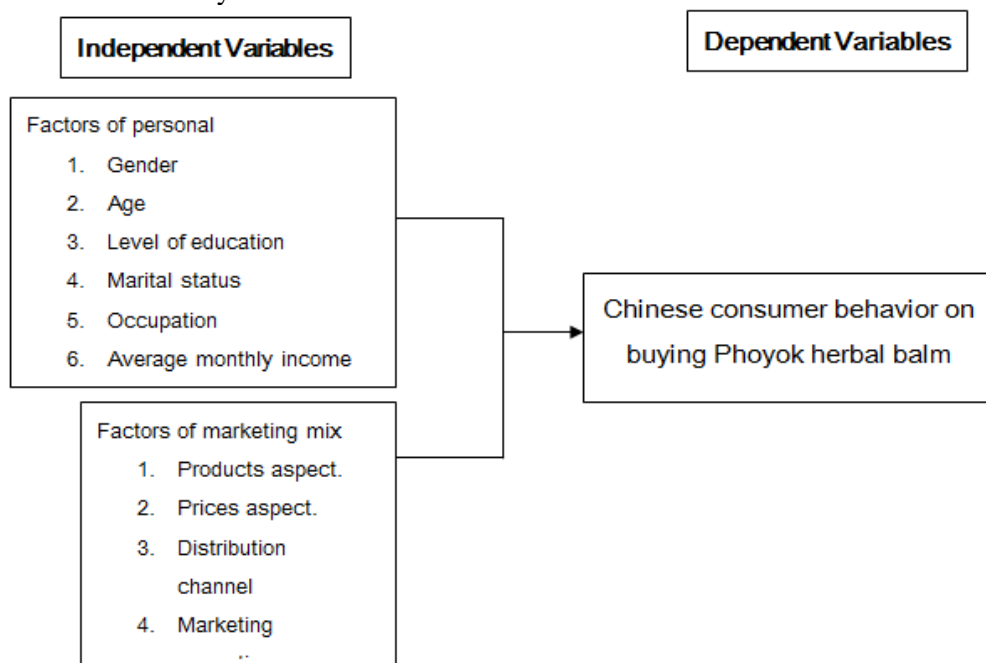 Independent Variables
Dependent Variables
Factors of personal
1. Gender
2. Age
3. Level of education
4. Marital status
5. Occupation
6. Average monthly income
Chinese consumer behavior on
buying Phoyok herbal balm
Factors of marketing mix
1. Products aspect.
2. Prices aspect.
3. Distribution
channel
4. Marketing